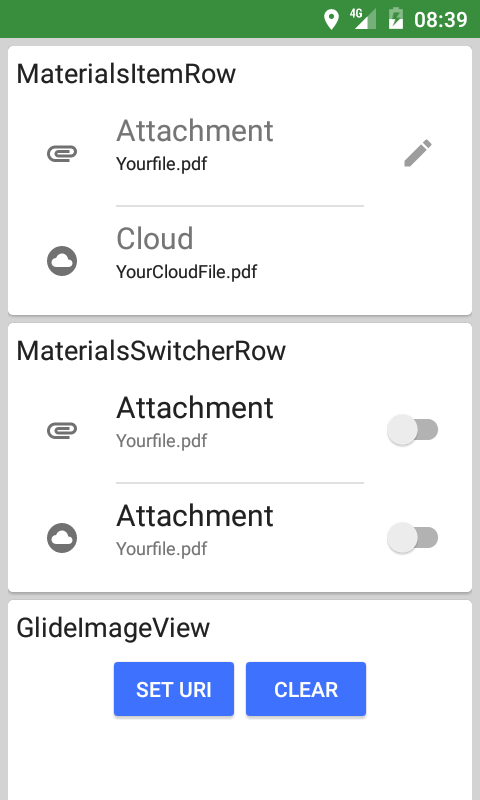 4G 08:39
MaterialsItemRow
Attachment
Yourfile.pdf
Cloud
YourCloudFile.pdf
MaterialsSwitcherRow
Attachment
Yourfile.pdf
Attachment
Yourfile.pdf
GlideImageView
SET URI CLEAR